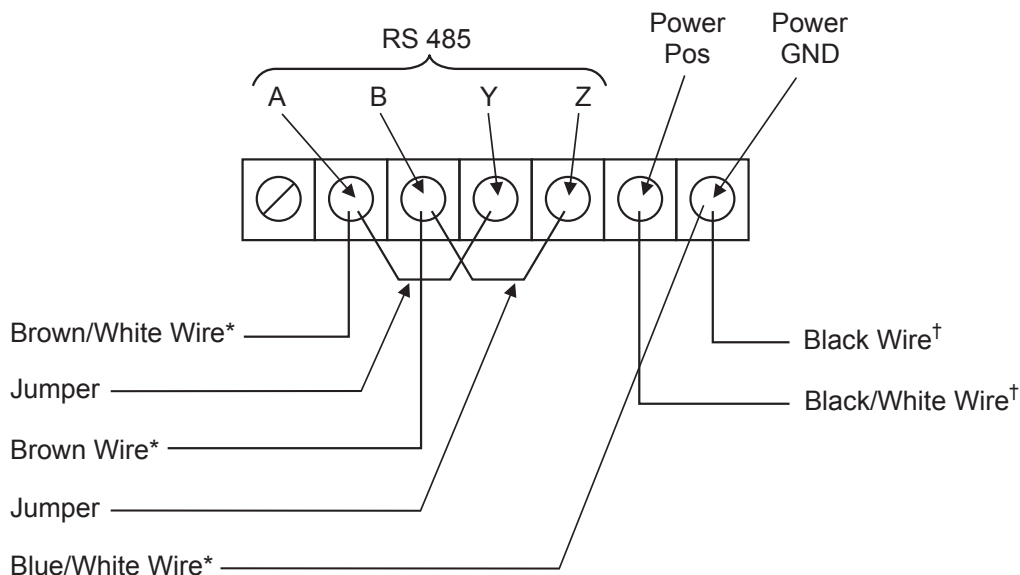 RS 485
Power
Pos
Power
GND
A B Y Z
Brown/White Wire*
Jumper
Brown Wire*
Jumper
Blue/White Wire*
Black Wire†
Black/White Wire†